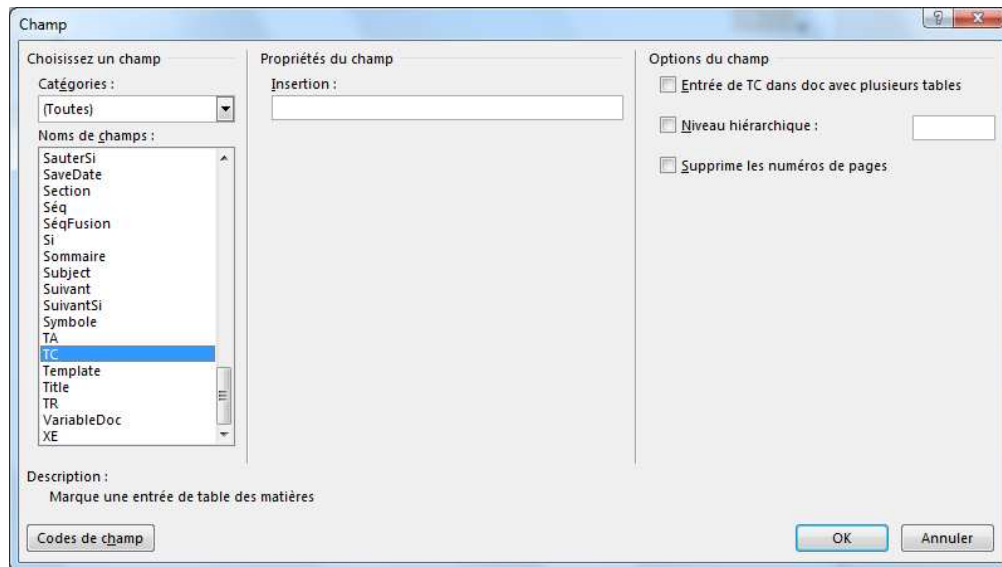 Champ
Choisissez un champ
Catégories :
(Toutes)
Noms de champs :
SauterSi
SaveDate
Section
Séq
SéqFusion
Si
Sommaire
Subject
Suivant
SuivantSi
Symbole
TA
TC
Template
Title
TR
VariableDoc
XE
Propriétés du champ
Insertion :
Options du champ
Entrée de TC dans doc avec plusieurs tables
Niveau hiérarchique :
Supprime les numéros de pages
Description :
Marque une entrée de table des matières
Codes de champ
OK
Annuler